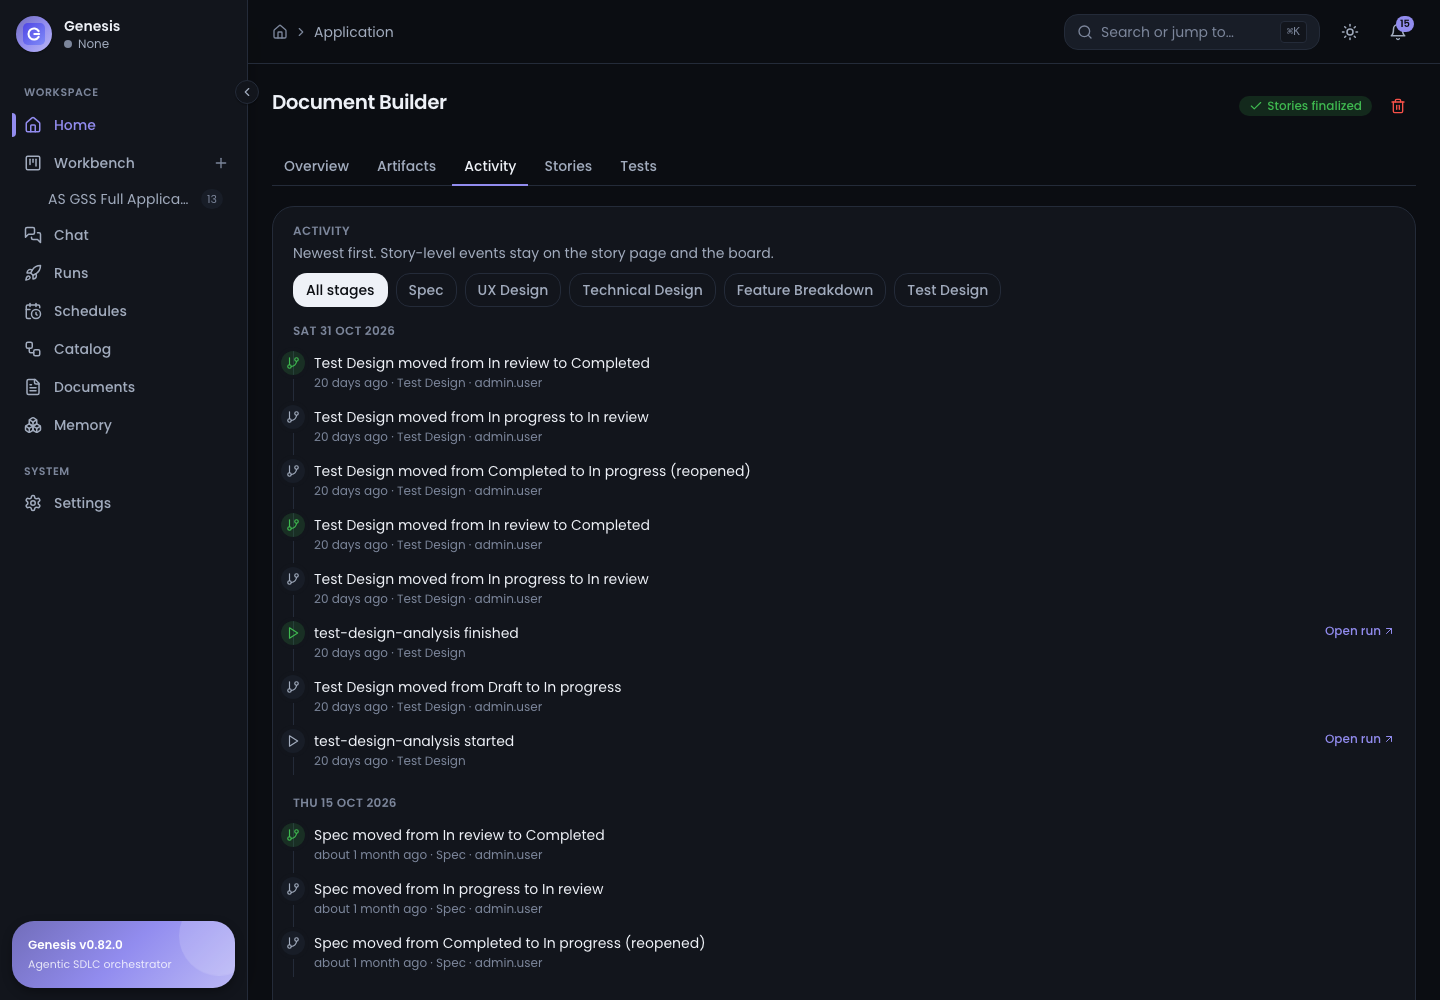 Genesis
None
WORKSPACE
Home
Workbench
AS GSS Full Applica...
13
Chat
Runs
Schedules
Catalog
Documents
Memory
SYSTEM
Settings
Genesis v0.82.0
Agentic SDLC orchestrator
Application
Search or jump to...
⌘K
15
Document Builder
Stories finalized
Overview
Artifacts
Activity
Stories
Tests
ACTIVITY
Newest first. Story-level events stay on the story page and the board.
All stages
Spec
UX Design
Technical Design
Feature Breakdown
Test Design
SAT 31 OCT 2026
Test Design moved from In review to Completed
20 days ago · Test Design · admin.user
Test Design moved from In progress to In review
20 days ago · Test Design · admin.user
Test Design moved from Completed to In progress (reopened)
20 days ago · Test Design · admin.user
Test Design moved from In review to Completed
20 days ago · Test Design · admin.user
Test Design moved from In progress to In review
20 days ago · Test Design · admin.user
test-design-analysis finished
Open run
20 days ago · Test Design
Test Design moved from Draft to In progress
20 days ago · Test Design · admin.user
test-design-analysis started
Open run
20 days ago · Test Design
THU 15 OCT 2026
Spec moved from In review to Completed
about 1 month ago · Spec · admin.user
Spec moved from In progress to In review
about 1 month ago · Spec · admin.user
Spec moved from Completed to In progress (reopened)
about 1 month ago · Spec · admin.user